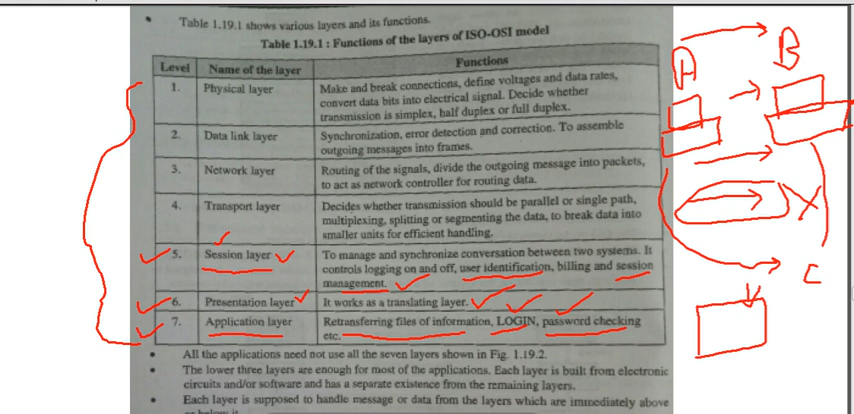 Table 1.19.1 shows various layers and its functions.
Table 1.19.1 : Functions of the layers of ISO-OSI model
Level Name of the layer Functions
1. Physical layer Make and break connections, define voltages and data rates,
convert data bits into electrical signal. Decide whether
transmission is simplex, half duplex or full duplex.
2. Data link layer Synchronization, error detection and correction. To assemble
outgoing messages into frames.
3. Network layer Routing of the signals, divide the outgoing message into packets,
to act as network controller for routing data.
4. Transport layer Decides whether transmission should be parallel or single path,
multiplexing, splitting or segmenting the data, to break data into
smaller units for efficient handling.
5. Session layer To manage and synchronize conversation between two systems. It
controls logging on and off, user identification, billing and session
management.
6. Presentation layer It works as a translating layer.
7. Application layer Retransferring files of information, LOGIN, password checking
etc.
All the applications need not use all the seven layers shown in Fig. 1.19.2.
The lower three layers are enough for most of the applications. Each layer is built from electronic
circuits and/or software and has a separate existence from the remaining layers.
Each layer is supposed to handle message or data from the layers which are immediately above
A B
C